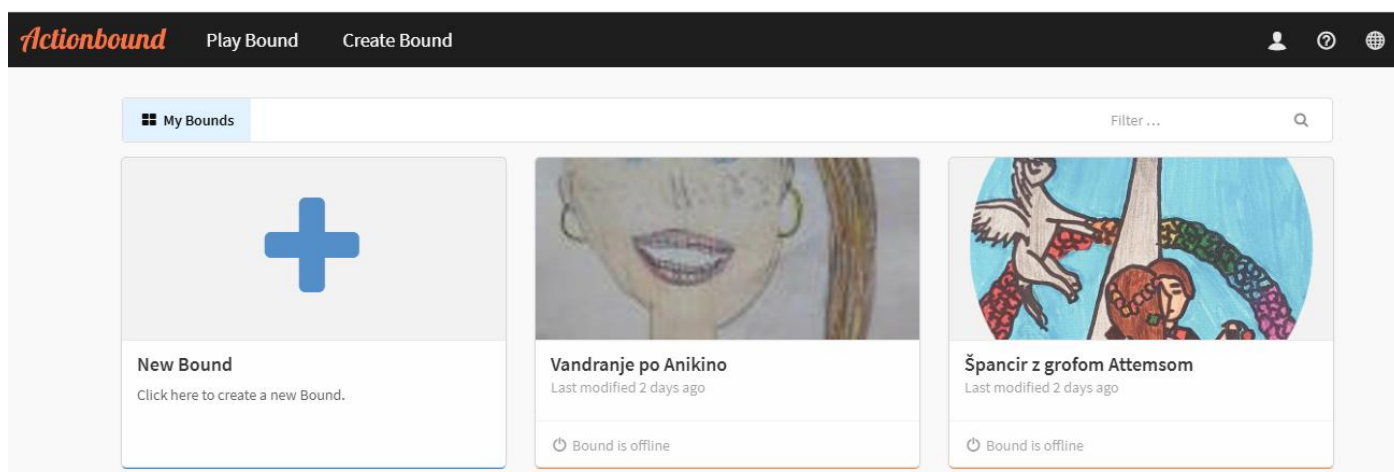 Actionbound Play Bound Create Bound
My Bounds Filter ...
New Bound
Click here to create a new Bound.
Vandranje po Anikino
Last modified 2 days ago
Bound is offline
Špancir z grofom Attemsom
Last modified 2 days ago
Bound is offline